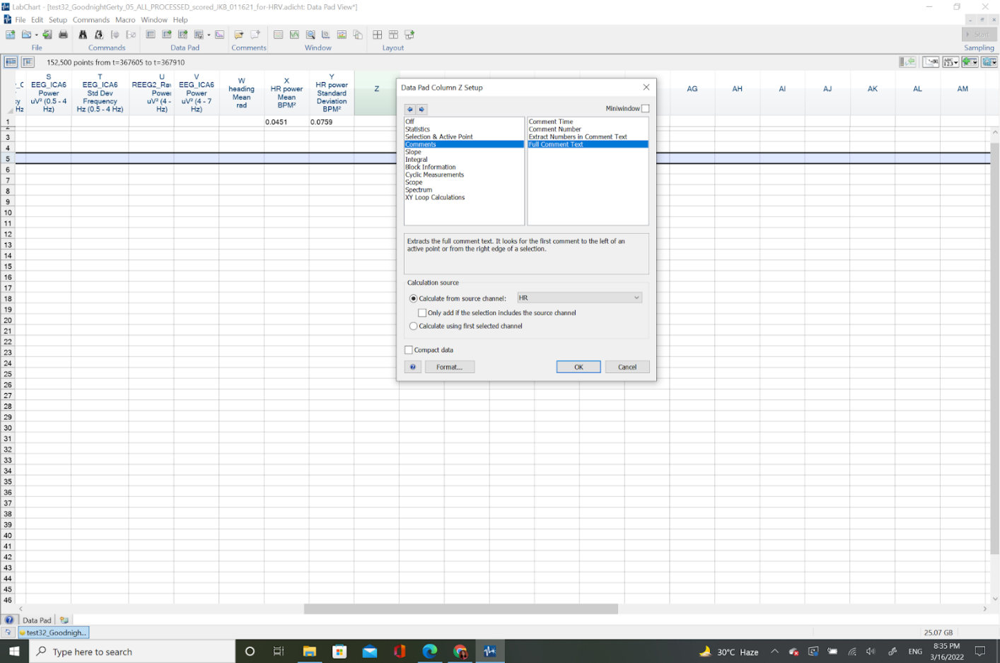 LabChart - [test32_GoodnightGerty_05_ALL_PROCESSED_scored_JKB_011621_for-HRV.adicht: Data Pad View*]
File Edit Setup Commands Macro Window Help
Start
File Commands Data Pad Comments Window Layout Sampling
152,500 points from t=367605 to t=367910
S
EEG_ICA6
Power
uV² (0.5 - 4
Hz)
T
EEG_ICA6
Std Dev
Frequency
Hz (0.5 - 4 Hz)
U
REEG2_Rav
Power
uV² (4 -
Hz)
V
EEG_ICA6
Power
uV² (4 - 7
Hz)
W
heading
Mean
rad
X
HR power
Mean
BPM²
Y
HR power
Standard
Deviation
BPM²
Z
AG AH AI AJ AK AL AM
1 0.0451 0.0759
3
4
5
6
7
8
9
10
11
12
13
14
15
16
17
18
19
20
21
22
23
24
25
26
27
28
29
30
31
32
33
34
35
36
37
38
39
40
41
42
43
44
45
46
Data Pad Column Z Setup
Miniwindow
Off
Statistics
Selection & Active Point
Comments
Slope
Integral
Block Information
Cyclic Measurements
Scope
Spectrum
XY Loop Calculations
Comment Time
Comment Number
Extract Numbers in Comment Text
Full Comment Text
Extracts the full comment text. It looks for the first comment to the left of an
active point or from the right edge of a selection.
Calculation source
Calculate from source channel: HR
Only add if the selection includes the source channel
Calculate using first selected channel
Compact data
Format... OK Cancel
Data Pad
test32_Goodnigh...
25.07 GB
Type here to search
30°C Haze
ENG
8:35 PM
3/16/2022